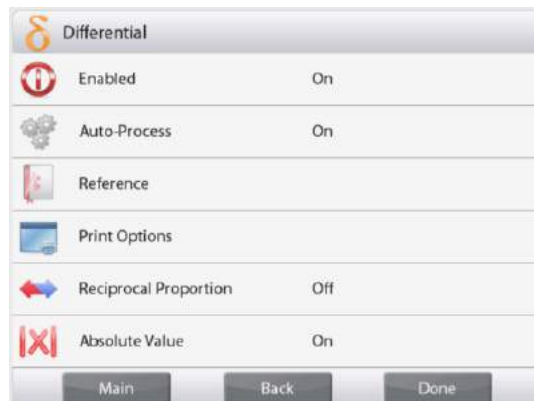 δ Differential
Enabled On
Auto-Process On
Reference
Print Options
Reciprocal Proportion Off
|X| Absolute Value On
Main Back Done